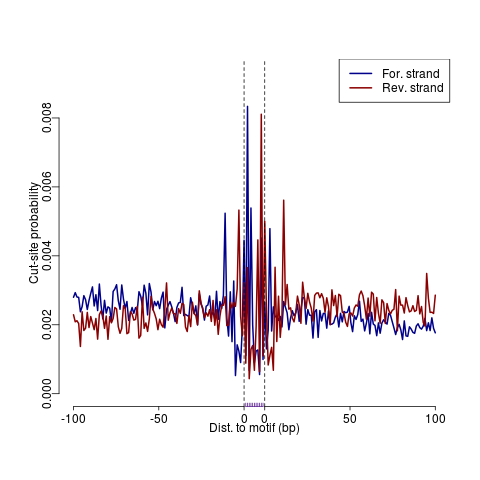 For. strand
Rev. strand
Cut-site probability
0.008
0.006
0.004
0.002
0.000
-100 -50 0 0 50 100
Dist. to motif (bp)